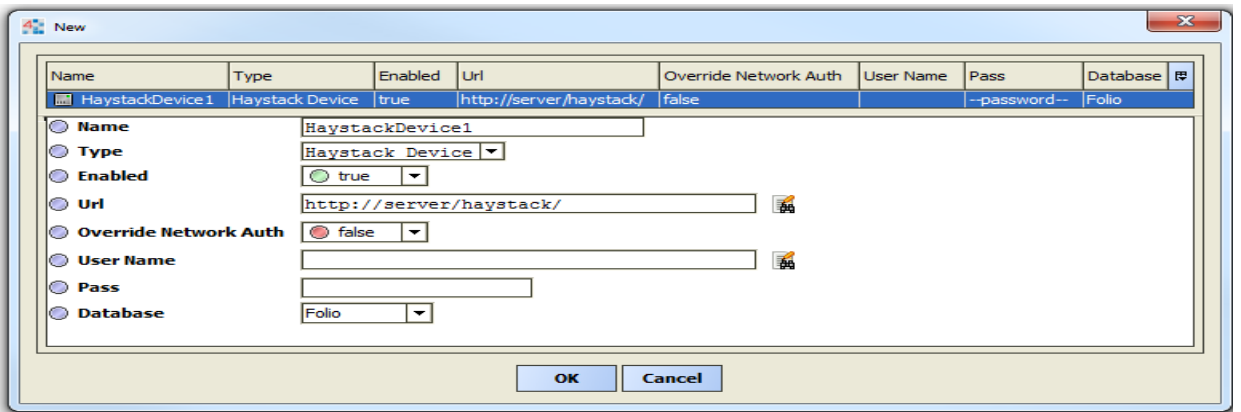 New
Name Type Enabled Url Override Network Auth User Name Pass Database
HaystackDevice1 Haystack Device true http://server/haystack/ false --password-- Folio
Name HaystackDevice1
Type Haystack Device
Enabled true
Url http://server/haystack/
Override Network Auth false
User Name
Pass
Database Folio
OK Cancel